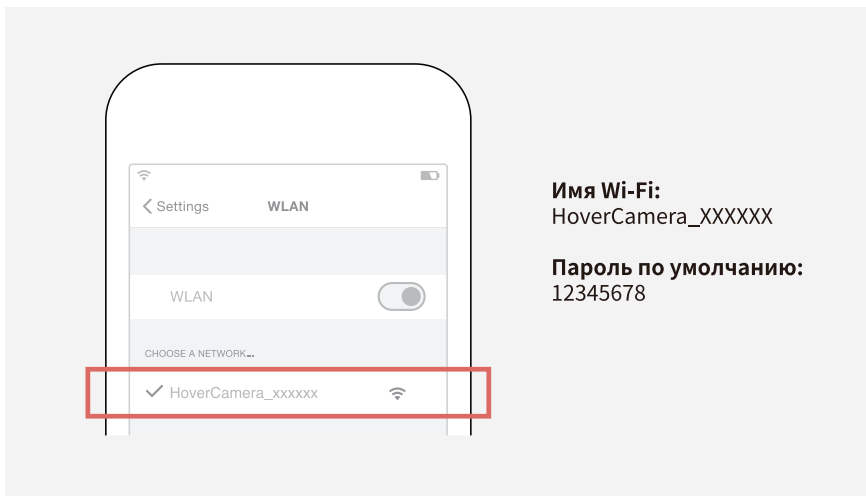 Settings
WLAN
WLAN
CHOOSE A NETWORK...
HoverCamera_xxxxxx
Имя Wi-Fi:
HoverCamera_XXXXXX
Пароль по умолчанию:
12345678